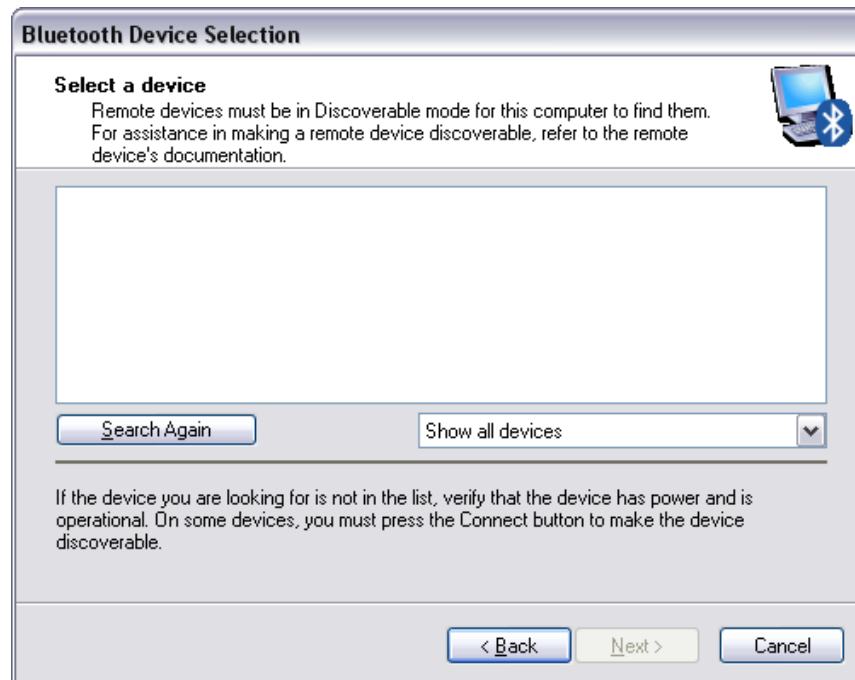 Bluetooth Device Selection
Select a device
Remote devices must be in Discoverable mode for this computer to find them.
For assistance in making a remote device discoverable, refer to the remote
device's documentation.
Search Again
Show all devices
If the device you are looking for is not in the list, verify that the device has power and is
operational. On some devices, you must press the Connect button to make the device
discoverable.
< Back
Next >
Cancel